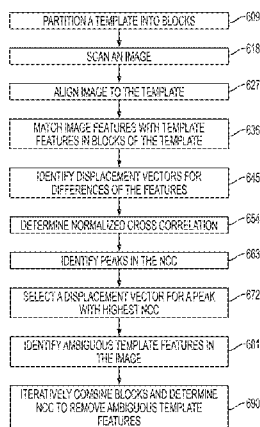 PARTITION A TEMPLATE INTO BLOCKS
609
SCAN AN IMAGE
618
ALIGN IMAGE TO THE TEMPLATE
627
MATCH IMAGE FEATURES WITH TEMPLATE
FEATURES IN BLOCKS OF THE TEMPLATE
636
IDENTIFY DISPLACEMENT VECTORS FOR
DIFFERENCES OF THE FEATURES
645
DETERMINE NORMALIZED CROSS CORRELATION
654
IDENTIFY PEAKS IN THE NCC
663
SELECT A DISPLACEMENT VECTOR FOR A PEAK
WITH HIGHEST NCC
672
IDENTIFY AMBIGUOUS TEMPLATE FEATURES IN
THE IMAGE
681
ITERATIVELY COMBINE BLOCKS AND DETERMINE
NCC TO REMOVE AMBIGUOUS TEMPLATE
FEATURES
690